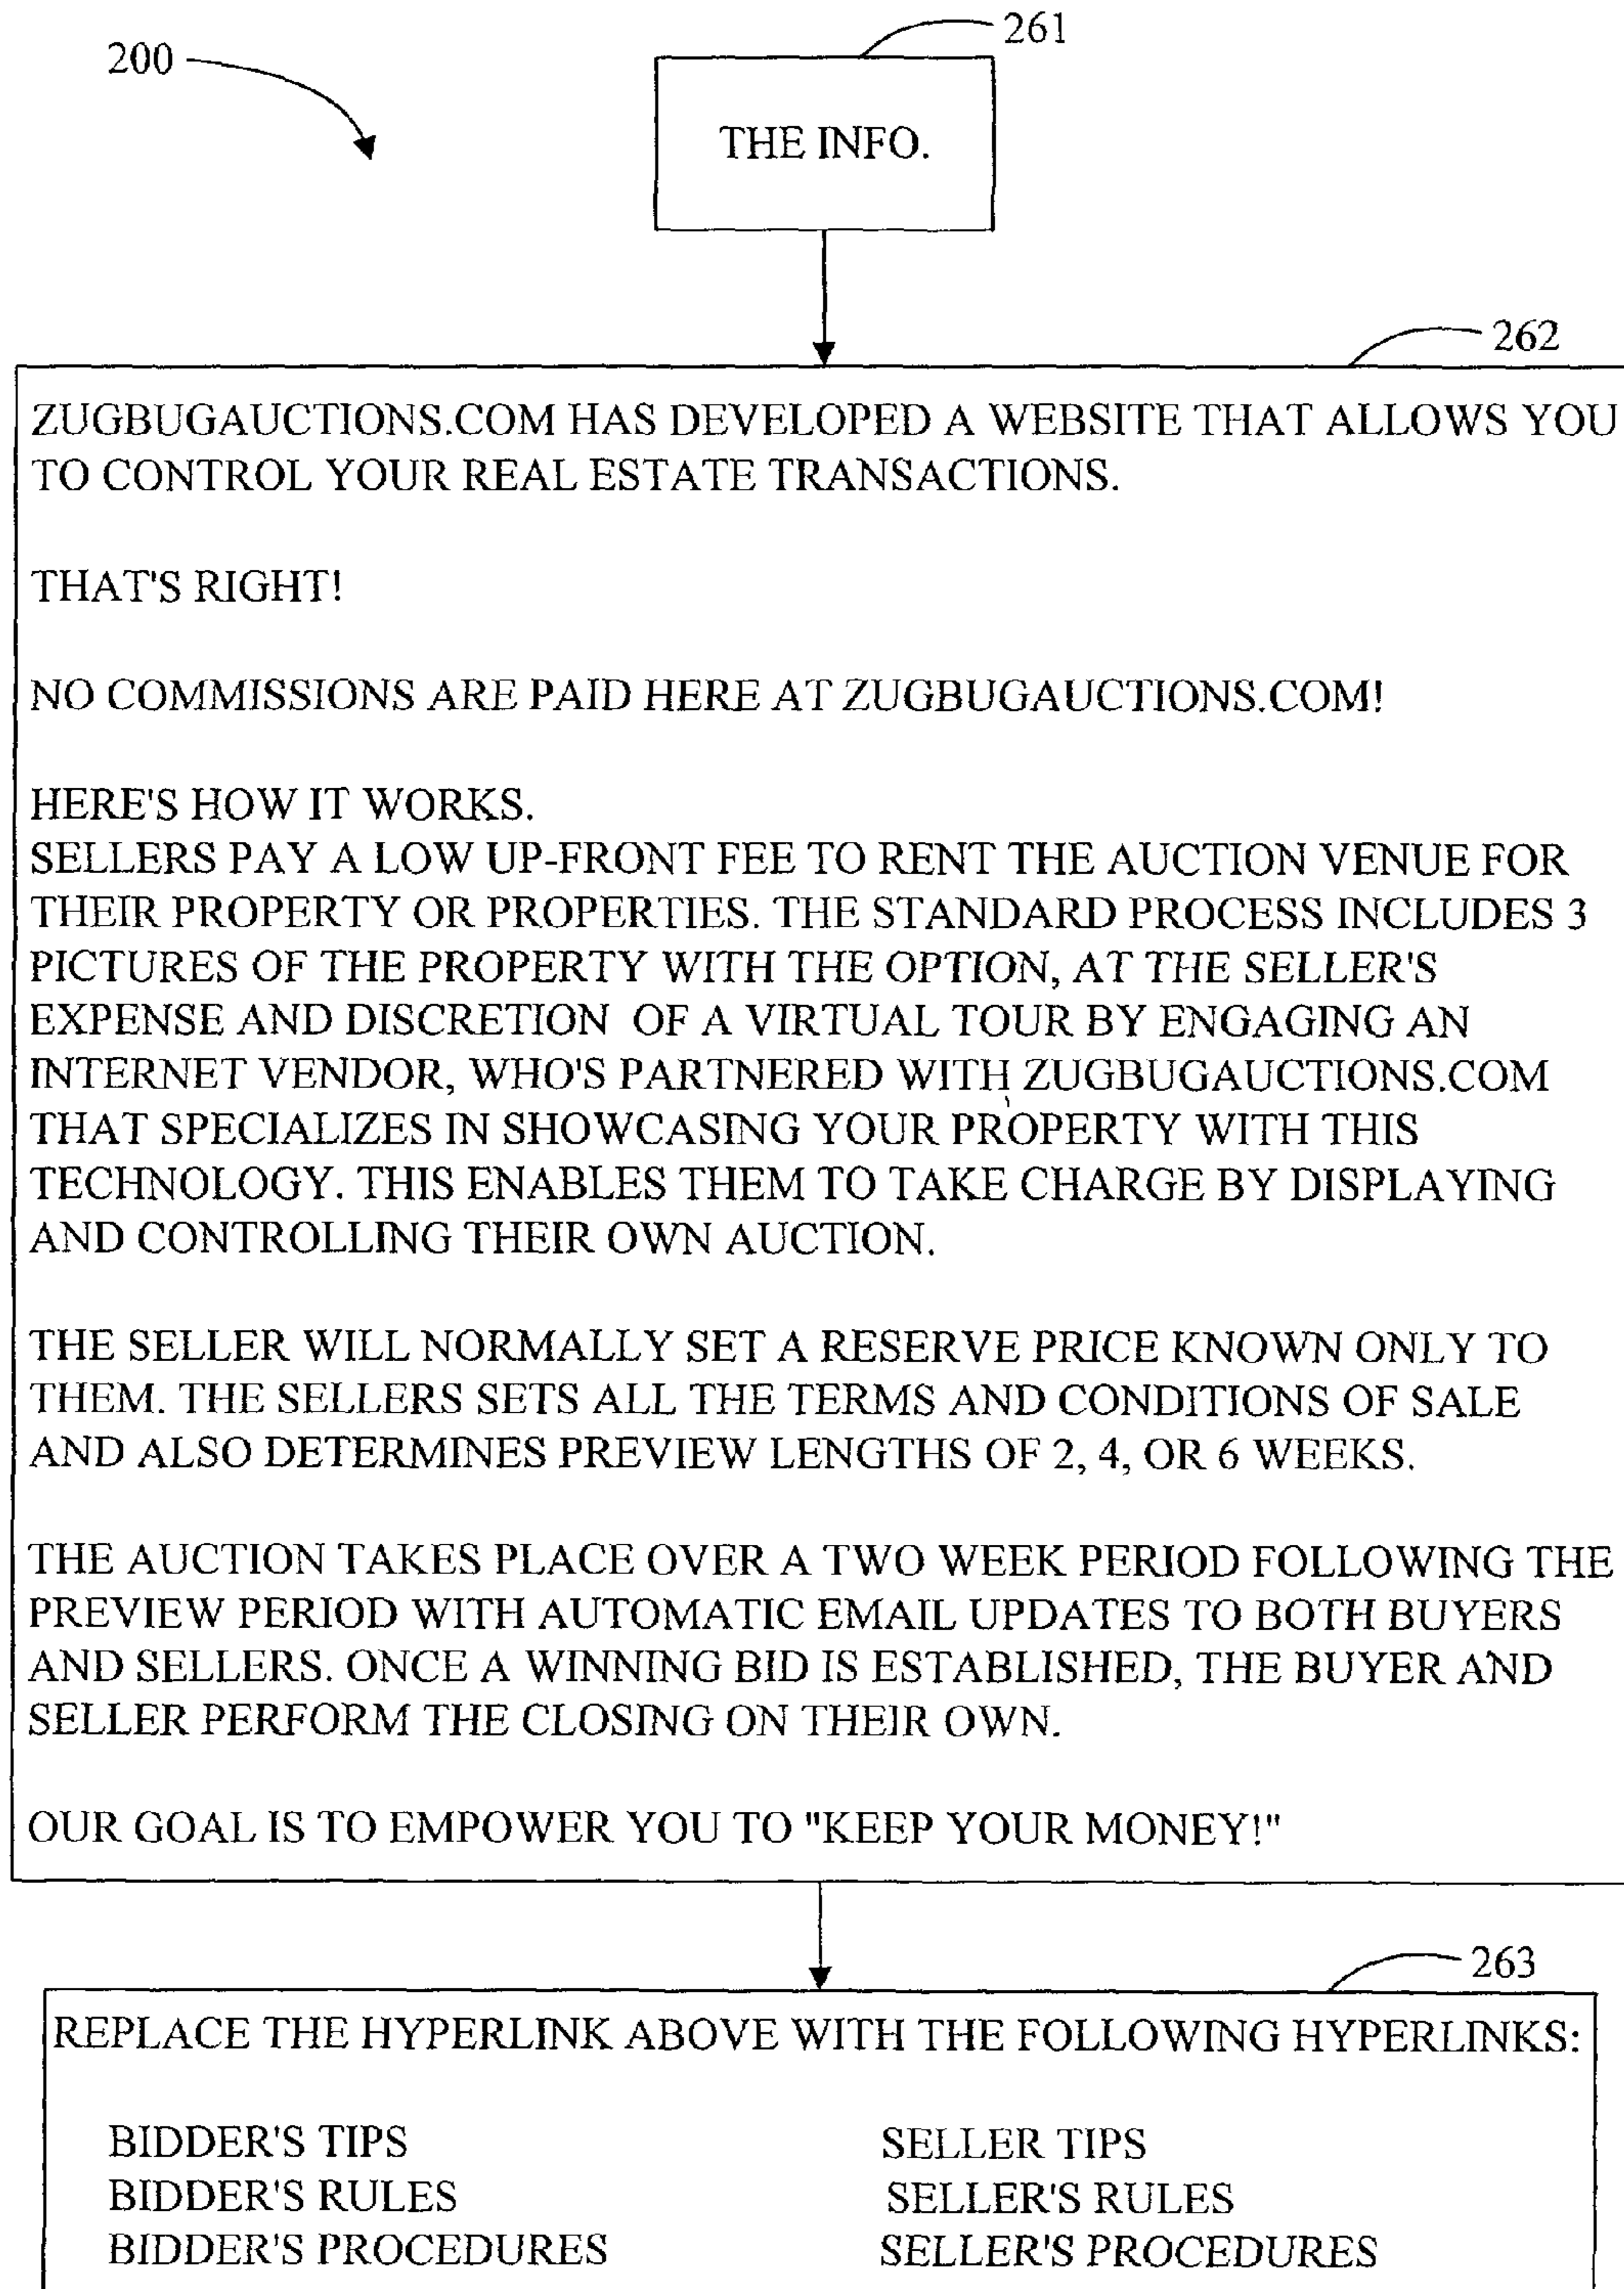 200
261
THE INFO.
262
ZUGBUGAUCTIONS.COM HAS DEVELOPED A WEBSITE THAT ALLOWS YOU
TO CONTROL YOUR REAL ESTATE TRANSACTIONS.
THAT'S RIGHT!
NO COMMISSIONS ARE PAID HERE AT ZUGBUGAUCTIONS.COM!
HERE'S HOW IT WORKS.
SELLERS PAY A LOW UP-FRONT FEE TO RENT THE AUCTION VENUE FOR
THEIR PROPERTY OR PROPERTIES. THE STANDARD PROCESS INCLUDES 3
PICTURES OF THE PROPERTY WITH THE OPTION, AT THE SELLER'S
EXPENSE AND DISCRETION OF A VIRTUAL TOUR BY ENGAGING AN
INTERNET VENDOR, WHO'S PARTNERED WITH ZUGBUGAUCTIONS.COM
THAT SPECIALIZES IN SHOWCASING YOUR PROPERTY WITH THIS
TECHNOLOGY. THIS ENABLES THEM TO TAKE CHARGE BY DISPLAYING
AND CONTROLLING THEIR OWN AUCTION.
THE SELLER WILL NORMALLY SET A RESERVE PRICE KNOWN ONLY TO
THEM. THE SELLERS SETS ALL THE TERMS AND CONDITIONS OF SALE
AND ALSO DETERMINES PREVIEW LENGTHS OF 2, 4, OR 6 WEEKS.
THE AUCTION TAKES PLACE OVER A TWO WEEK PERIOD FOLLOWING THE
PREVIEW PERIOD WITH AUTOMATIC EMAIL UPDATES TO BOTH BUYERS
AND SELLERS. ONCE A WINNING BID IS ESTABLISHED, THE BUYER AND
SELLER PERFORM THE CLOSING ON THEIR OWN.
OUR GOAL IS TO EMPOWER YOU TO "KEEP YOUR MONEY!"
263
REPLACE THE HYPERLINK ABOVE WITH THE FOLLOWING HYPERLINKS:
BIDDER'S TIPS SELLER TIPS
BIDDER'S RULES SELLER'S RULES
BIDDER'S PROCEDURES SELLER'S PROCEDURES